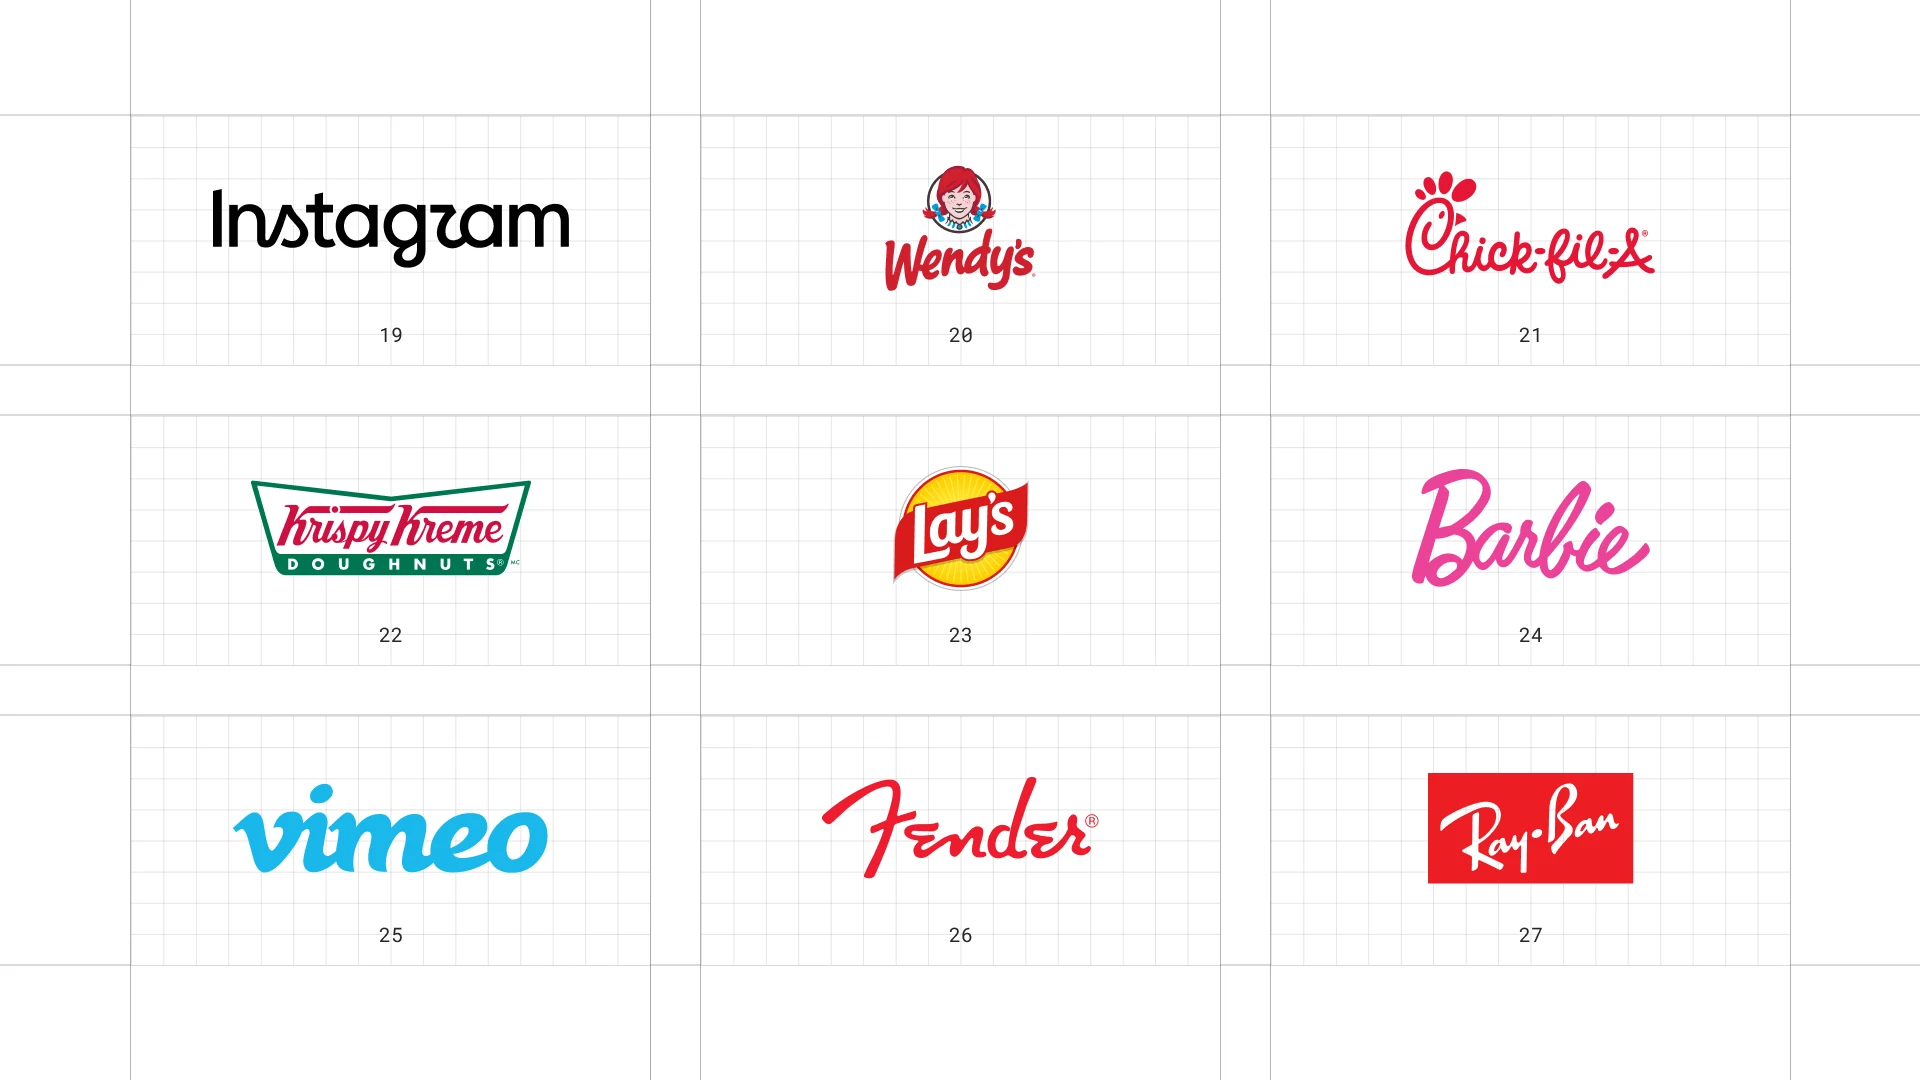 Instagram
19
Wendy's
20
Chick-fil-A®
21
Krispy Kreme
DOUGHNUTS® MC
22
Lay's
23
Barbie
24
vimeo
25
Fender®
26
Ray-Ban
27